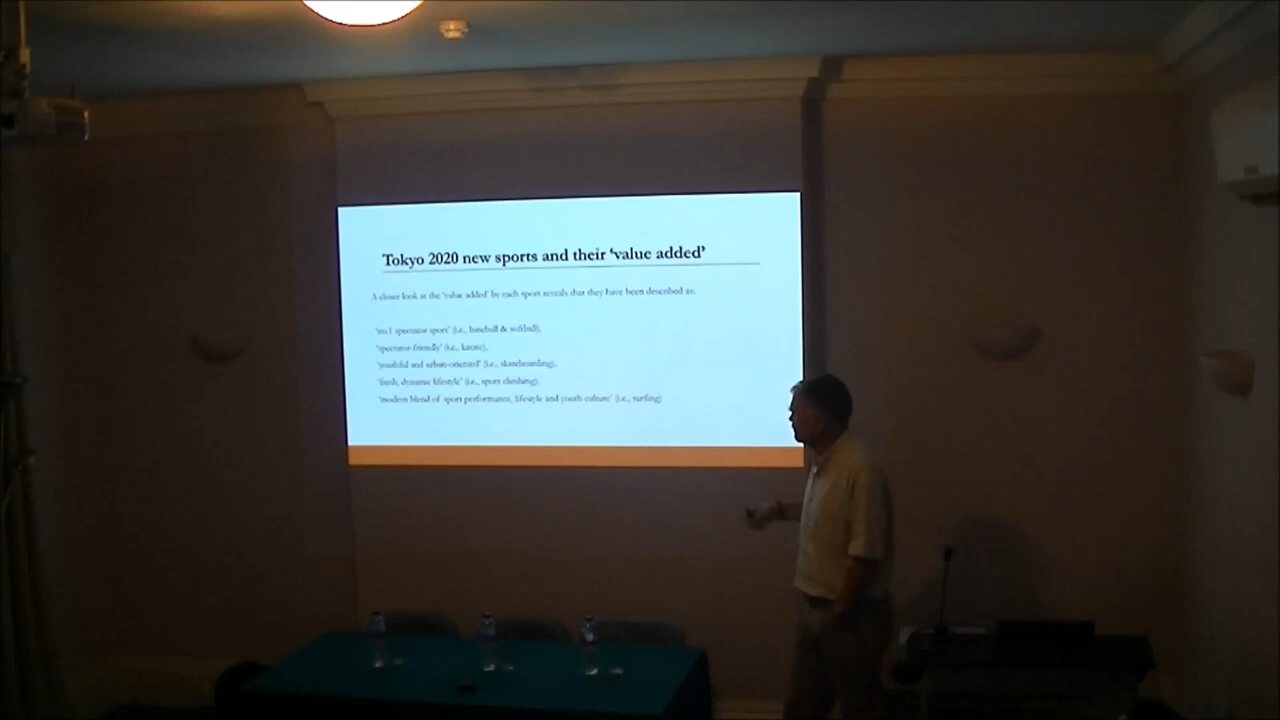 Tokyo 2020 new sports and their ‘value added’
A closer look at the ‘value added’ by each sport reveals that they have been described as:
‘no.1 spectator sport’ (i.e., baseball & softball),
‘spectator-friendly’ (i.e., karate),
‘youthful and urban-oriented’ (i.e., skateboarding),
‘fresh, dynamic lifestyle’ (i.e., sport climbing),
‘modern blend of sport performance, lifestyle and youth culture’ (i.e., surfing)